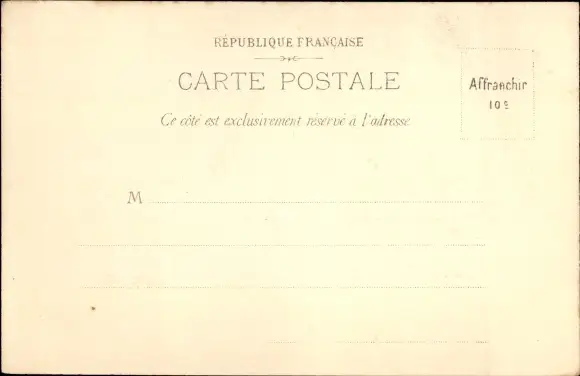 RÉPUBLIQUE FRANÇAISE
CARTE POSTALE
Ce côté est exclusivement réservé à l'adresse
Affranchir
10c
M